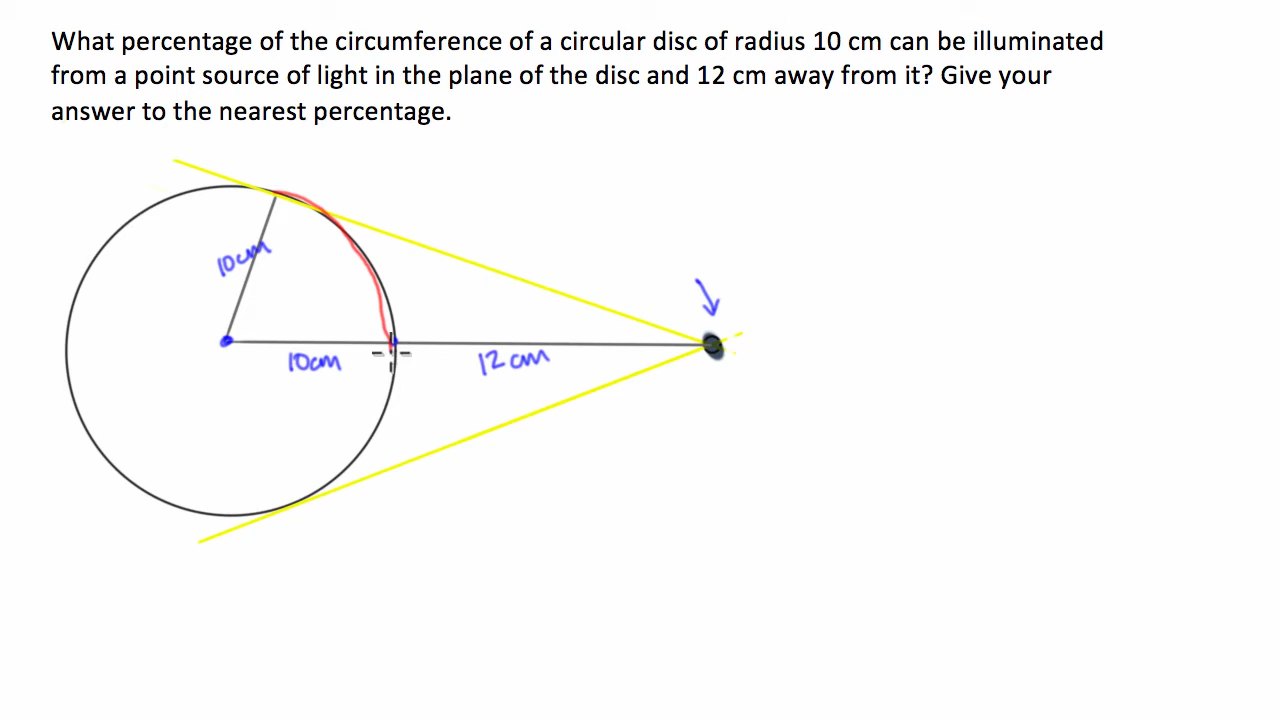 What percentage of the circumference of a circular disc of radius 10 cm can be illuminated
from a point source of light in the plane of the disc and 12 cm away from it? Give your
answer to the nearest percentage.
10cm
10cm
12 cm